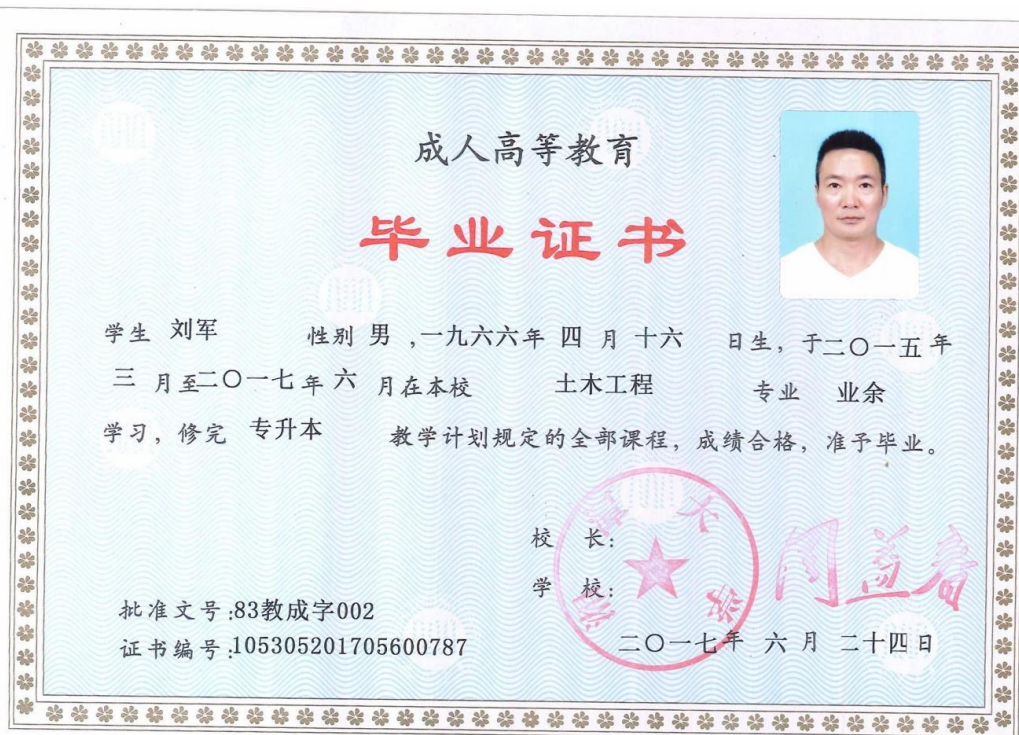 成人高等教育
毕业证书
学生 刘军 性别 男 ,一九六六年 四 月 十六 日生，于二〇一五年
三 月至二〇一七年 六 月在本校 土木工程 专业 业余
学习，修完 专升本 教学计划规定的全部课程，成绩合格，准予毕业。
校 长:
周益春
学 校:
批准文号:83教成字002
二〇一七年 六月 二十四日
证书编号:105305201705600787